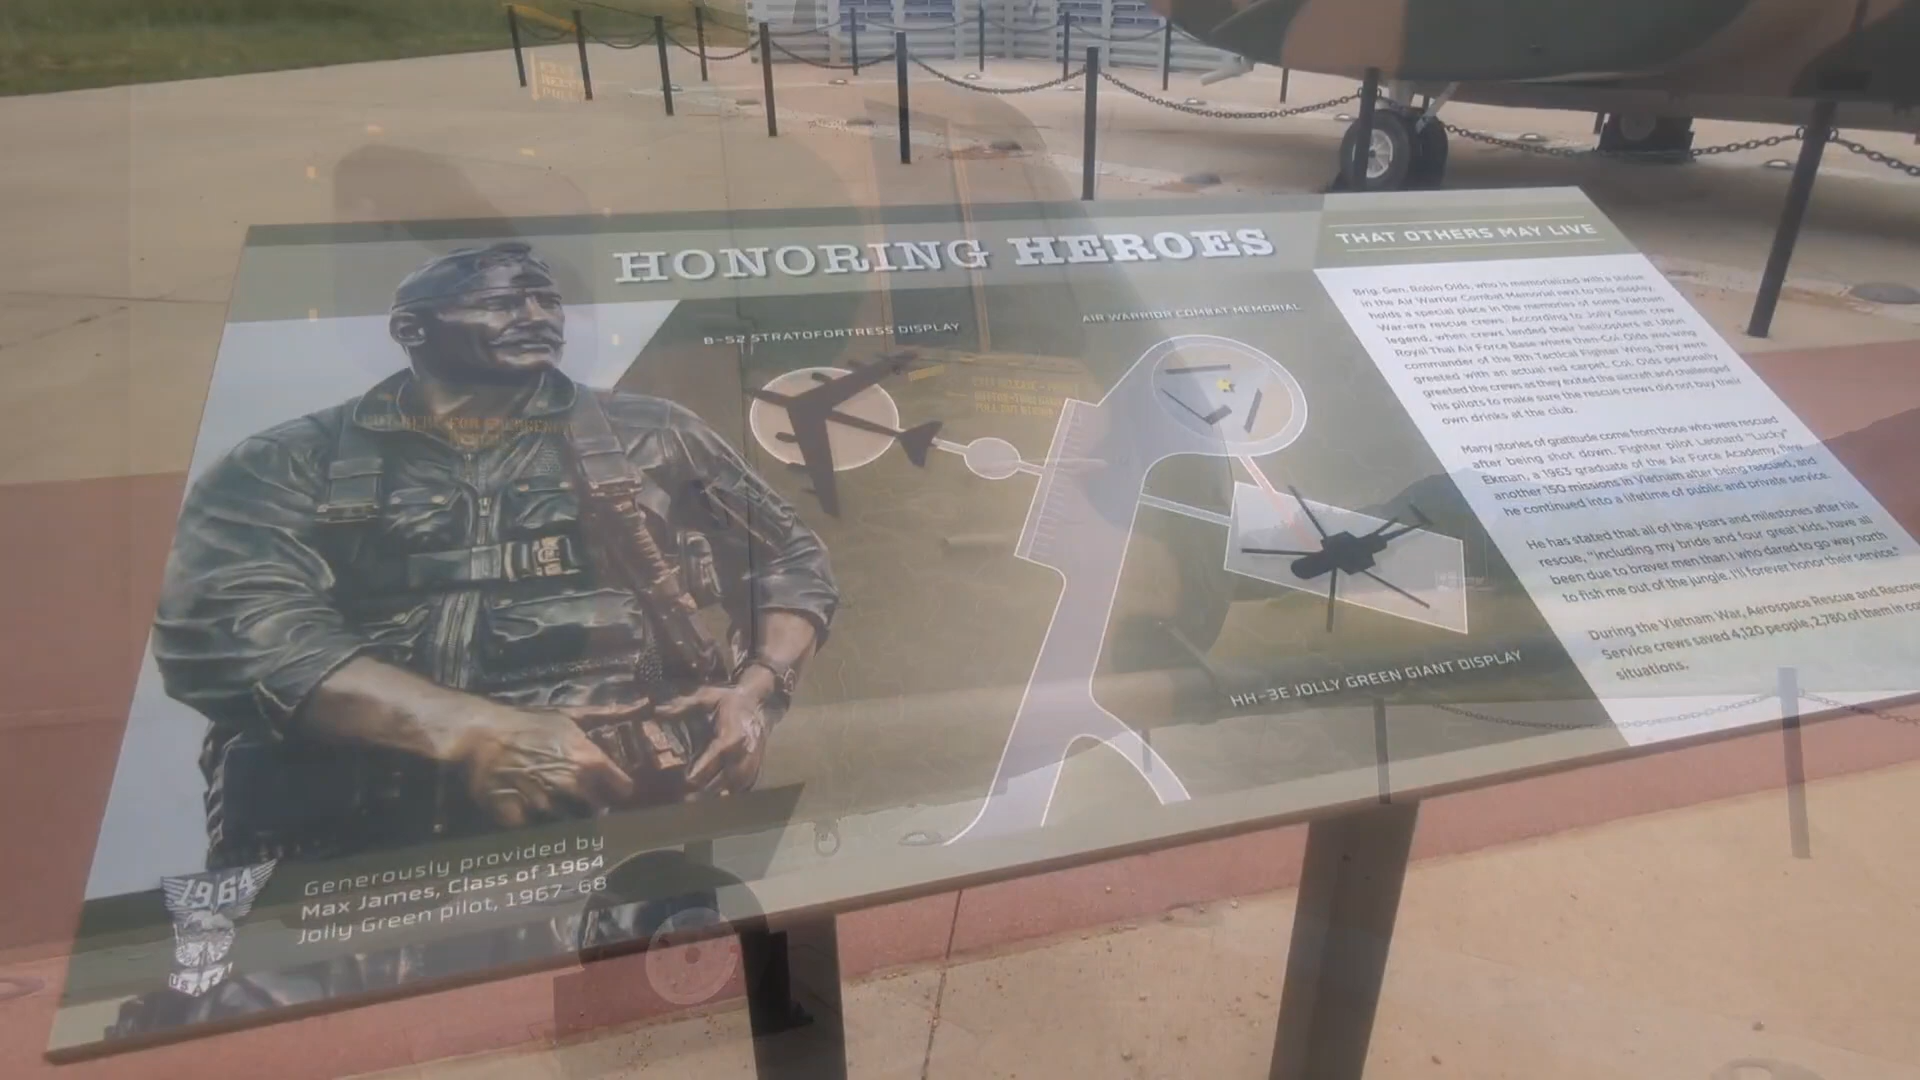 HONORING HEROES
THAT OTHERS MAY LIVE
B-52 STRATOFORTRESS DISPLAY
AIR WARRIOR COMBAT MEMORIAL
HH-3E JOLLY GREEN GIANT DISPLAY
Brig. Gen. Robin Olds, who is memorialized with a statue
in the Air Warrior Combat Memorial next to this display,
holds a special place in the memories of some Vietnam
War-era rescue crews. According to Jolly Green crew
legend, when crews landed their helicopters at Ubon
Royal Thai Air Force Base where then-Col. Olds was wing
commander of the 8th Tactical Fighter Wing, they were
greeted with an actual red carpet. Col. Olds personally
greeted the crews as they exited the aircraft and challenged
his pilots to make sure the rescue crews did not buy their
own drinks at the club.
Many stories of gratitude come from those who were rescued
after being shot down. Fighter pilot Leonard "Lucky"
Ekman, a 1963 graduate of the Air Force Academy, flew
another 150 missions in Vietnam after being rescued, and
he continued into a lifetime of public and private service.
He has stated that all of the years and milestones after his
rescue, "including my bride and four great kids, have all
been due to braver men than I who dared to go way north
to fish me out of the jungle. I'll forever honor their service."
During the Vietnam War, Aerospace Rescue and Recove
Service crews saved 4,120 people, 2,780 of them in co
situations.
Generously provided by
Max James, Class of 1964
Jolly Green pilot, 1967-68
1964
USAFA